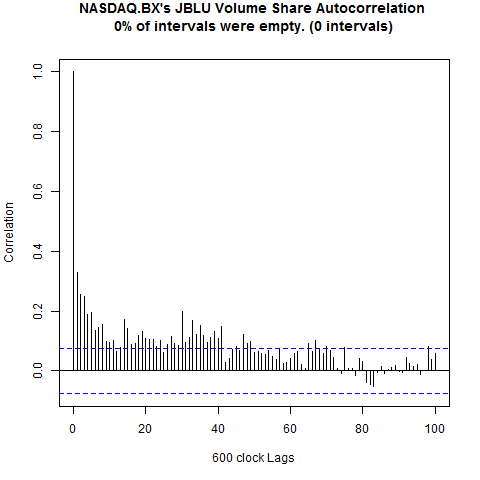 NASDAQ.BX's JBLU Volume Share Autocorrelation
0% of intervals were empty. (0 intervals)
Correlation
1.0
0.8
0.6
0.4
0.2
0.0
0 20 40 60 80 100
600 clock Lags